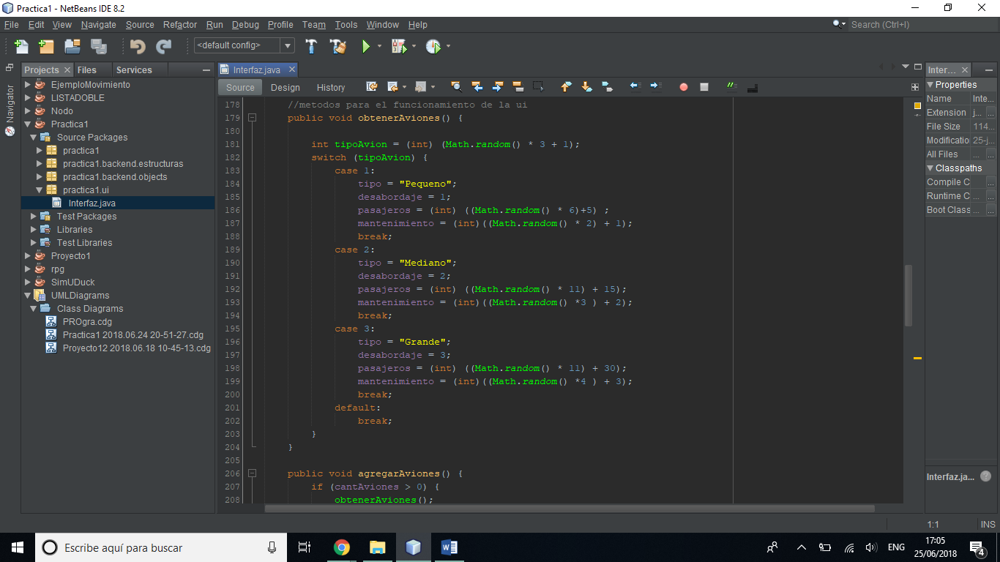 Practica1 - NetBeans IDE 8.2
File Edit View Navigate Source Refactor Run Debug Profile Team Tools Window Help
Search (Ctrl+I)
<default config>
Projects Files Services
Navigator
EjemploMovimiento
LISTADOBLE
Nodo
Practica1
Source Packages
practica1
practica1.backend.estructuras
practica1.backend.objects
practica1.ui
Interfaz.java
Test Packages
Libraries
Test Libraries
Proyecto1
rpg
SimUDuck
UMLDiagrams
Class Diagrams
PROgra.cdg
Practica1 2018.06.24 20-51-27.cdg
Proyecto12 2018.06.18 10-45-13.cdg
Interfaz.java
Source Design History
178 //metodos para el funcionamiento de la ui
179 public void obtenerAviones() {
180
181 int tipoAvion = (int) (Math.random() * 3 + 1);
182 switch (tipoAvion) {
183 case 1:
184 tipo = "Pequeno";
185 desabordaje = 1;
186 pasajeros = (int) ((Math.random() * 6)+5) ;
187 mantenimiento = (int)((Math.random() * 2) + 1);
188 break;
189 case 2:
190 tipo = "Mediano";
191 desabordaje = 2;
192 pasajeros = (int) ((Math.random() * 11) + 15);
193 mantenimiento = (int)((Math.random() *3 ) + 2);
194 break;
195 case 3:
196 tipo = "Grande";
197 desabordaje = 3;
198 pasajeros = (int) ((Math.random() * 11) + 30);
199 mantenimiento = (int)((Math.random() *4 ) + 3);
200 break;
201 default:
202 break;
203 }
204 }
205
206 public void agregarAviones() {
207 if (cantAviones > 0) {
208 obtenerAviones();
Inter...
Properties
Name Inte...
Extension j... ...
File Size 114...
Modificatio 25-j...
All Files ... ...
Classpaths
Compile C ...
Runtime C ... ...
Boot Class ... ...
Interfaz.ja...
1:1 INS
Escribe aquí para buscar
ENG
17:05
25/06/2018
4